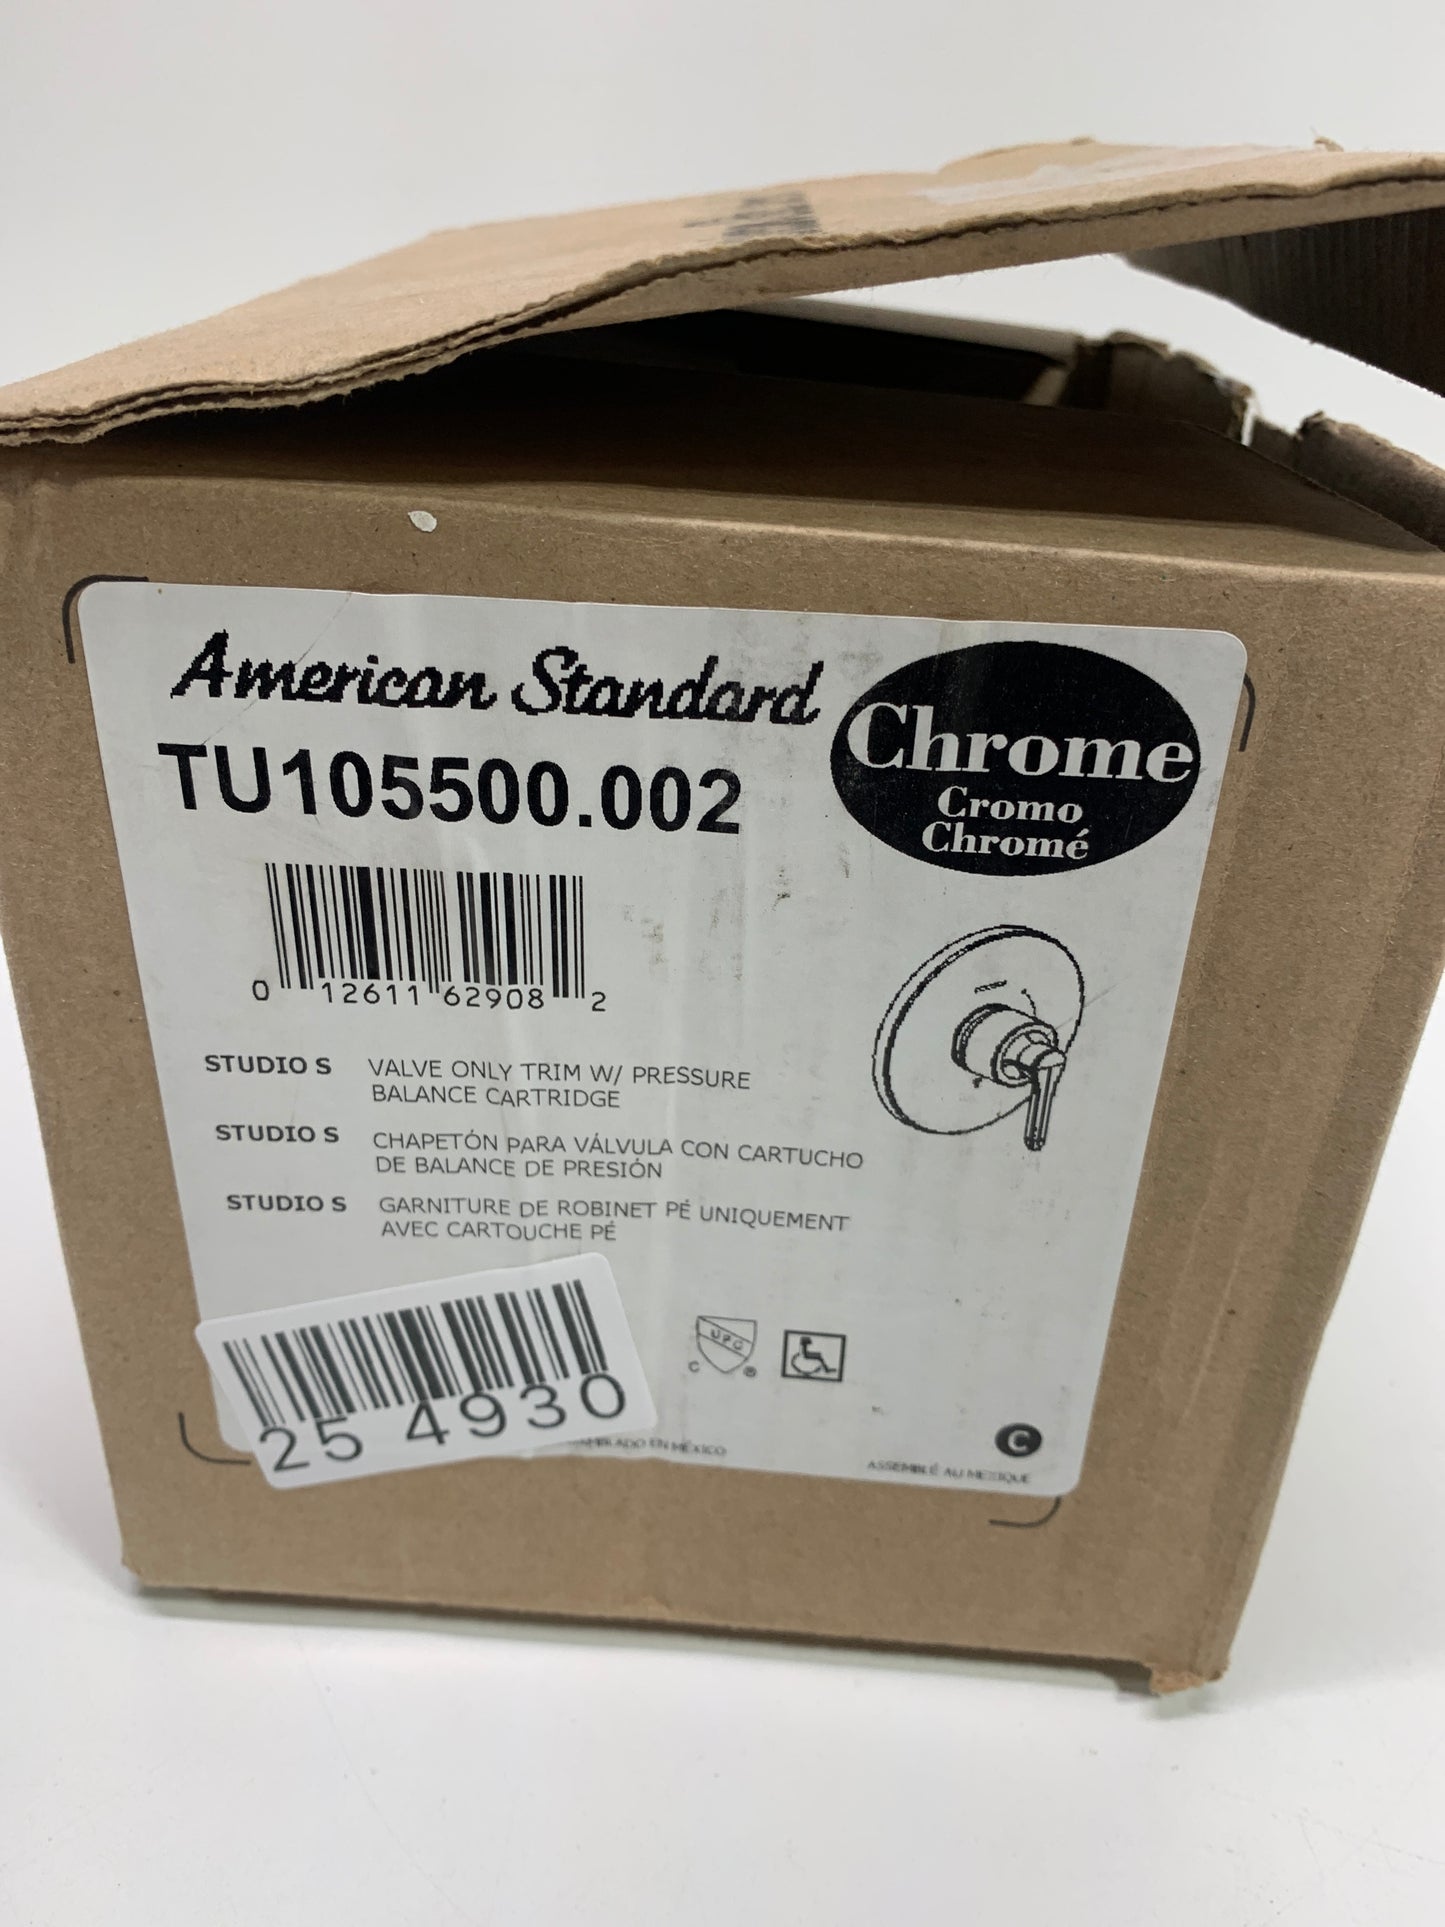 American Standard
TU105500.002
Chrome
Cromo
Chromé
0 12611 62908 2
STUDIO S VALVE ONLY TRIM W/ PRESSURE
BALANCE CARTRIDGE
STUDIO S CHAPETÓN PARA VÁLVULA CON CARTUCHO
DE BALANCE DE PRESIÓN
STUDIO S GARNITURE DE ROBINET PÉ UNIQUEMENT
AVEC CARTOUCHE PÉ
UPC
C ®
25 4930
EN MÉXICO
C
ASSEMBLÉ AU MEXIQUE